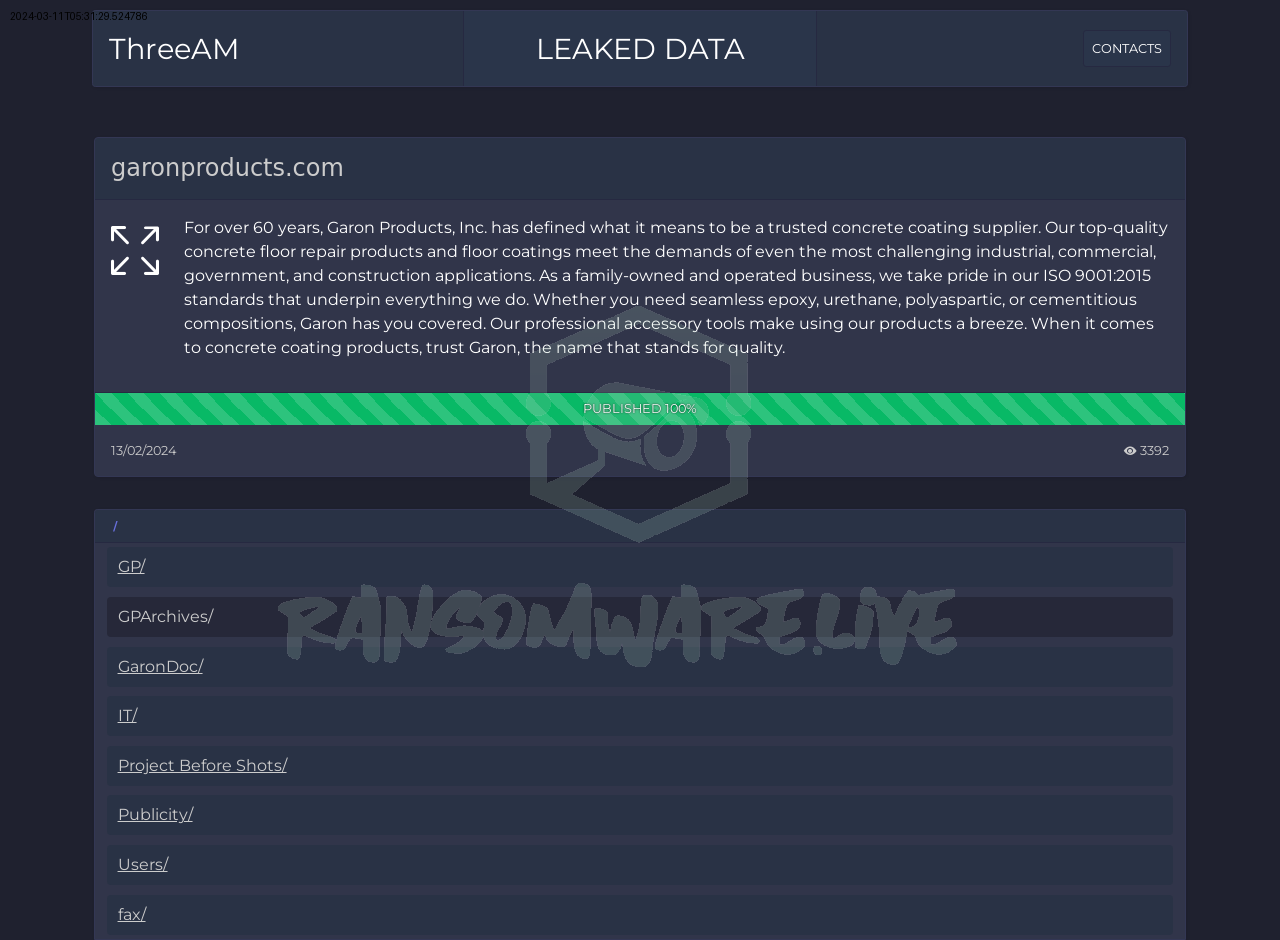 2024-03-11T05:31:29.524786
ThreeAM
LEAKED DATA
CONTACTS
garonproducts.com
For over 60 years, Garon Products, Inc. has defined what it means to be a trusted concrete coating supplier. Our top-quality
concrete floor repair products and floor coatings meet the demands of even the most challenging industrial, commercial,
government, and construction applications. As a family-owned and operated business, we take pride in our ISO 9001:2015
standards that underpin everything we do. Whether you need seamless epoxy, urethane, polyaspartic, or cementitious
compositions, Garon has you covered. Our professional accessory tools make using our products a breeze. When it comes
to concrete coating products, trust Garon, the name that stands for quality.
PUBLISHED 100%
13/02/2024
3392
/
GP/
GPArchives/
RANSOMWARE.LIVE
GaronDoc/
IT/
Project Before Shots/
Publicity/
Users/
fax/